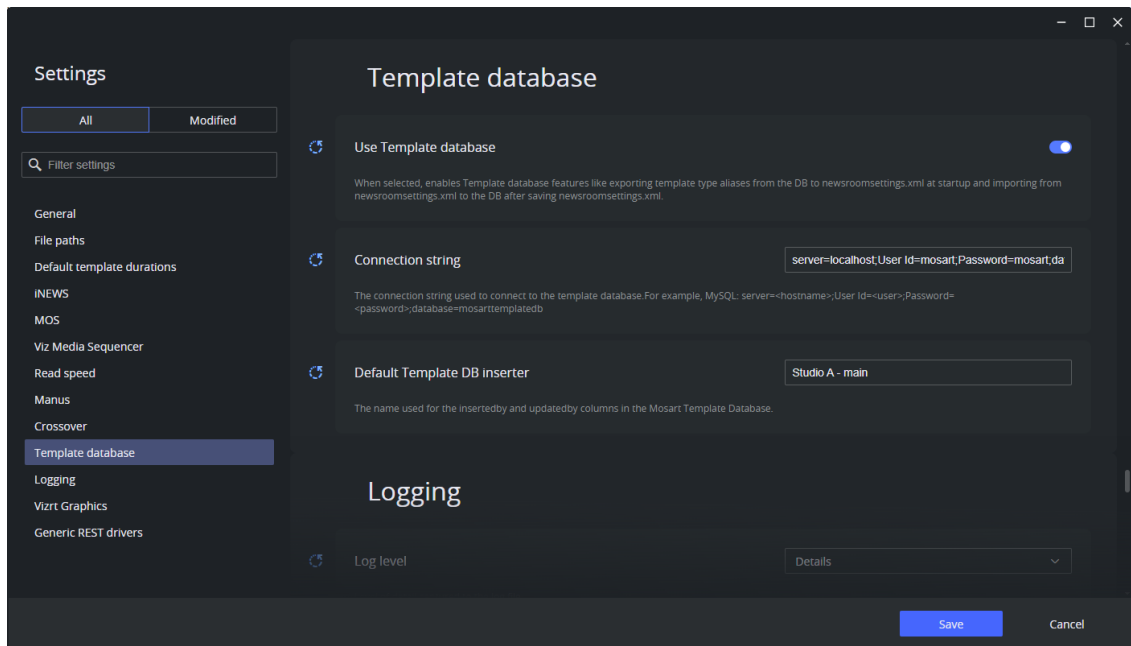 Settings
All
Modified
Filter settings
General
File paths
Default template durations
iNEWS
MOS
Viz Media Sequencer
Read speed
Manus
Crossover
Template database
Logging
Vizrt Graphics
Generic REST drivers
Template database
Use Template database
When selected, enables Template database features like exporting template type aliases from the DB to newsroomsettings.xml at startup and importing from
newsroomsettings.xml to the DB after saving newsroomsettings.xml.
Connection string
server=localhost;User Id=mosart;Password=mosart;da
The connection string used to connect to the template database.For example, MySQL: server=<hostname>;User Id=<user>;Password=
<password>;database=mosarttemplatedb
Default Template DB inserter
Studio A - main
The name used for the insertedby and updatedby columns in the Mosart Template Database.
Logging
Log level
Details
Save
Cancel